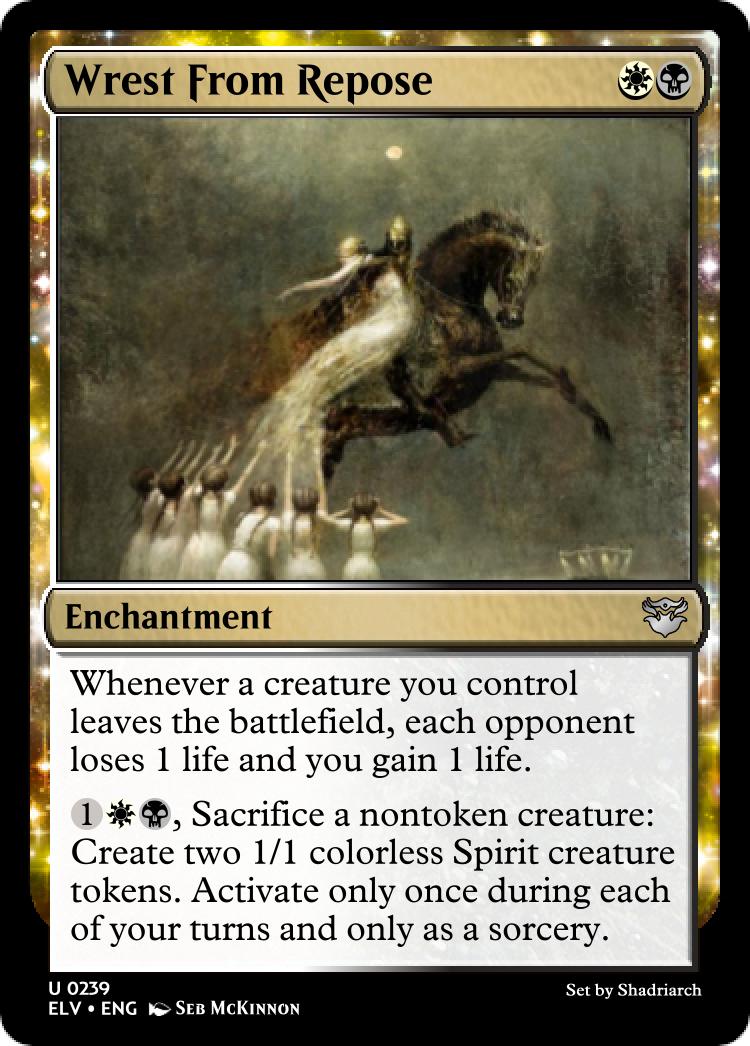 Wrest From Repose
Enchantment
Whenever a creature you control
leaves the battlefield, each opponent
loses 1 life and you gain 1 life.
1, Sacrifice a nontoken creature:
Create two 1/1 colorless Spirit creature
tokens. Activate only once during each
of your turns and only as a sorcery.
U 0239
Set by Shadriarch
ELV • ENG Seb McKinnon